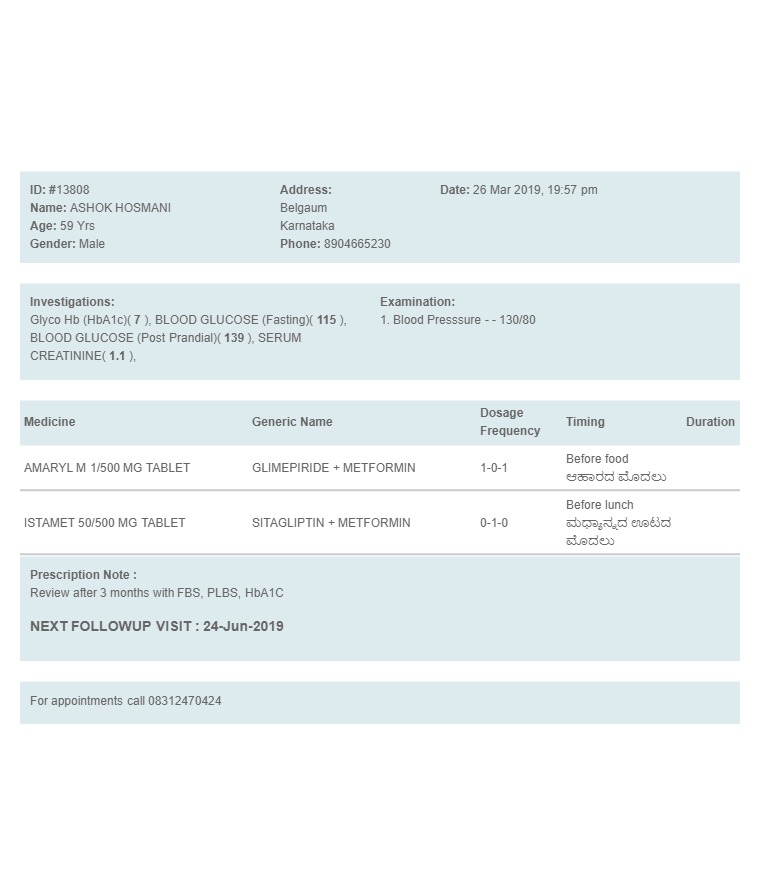 ID: #13808 Address: Date: 26 Mar 2019, 19:57 pm
Name: ASHOK HOSMANI Belgaum
Age: 59 Yrs Karnataka
Gender: Male Phone: 8904665230
Investigations: Examination:
Glyco Hb (HbA1c)( 7 ), BLOOD GLUCOSE (Fasting)( 115 ), 1. Blood Presssure - - 130/80
BLOOD GLUCOSE (Post Prandial)( 139 ), SERUM
CREATININE( 1.1 ),
Medicine Generic Name Dosage Frequency Timing Duration
AMARYL M 1/500 MG TABLET GLIMEPIRIDE + METFORMIN 1-0-1 Before food
ಆಹಾರದ ಮೊದಲು
ISTAMET 50/500 MG TABLET SITAGLIPTIN + METFORMIN 0-1-0 Before lunch
ಮಧ್ಯಾನ್ನದ ಊಟದ
ಮೊದಲು
Prescription Note :
Review after 3 months with FBS, PLBS, HbA1C
NEXT FOLLOWUP VISIT : 24-Jun-2019
For appointments call 08312470424